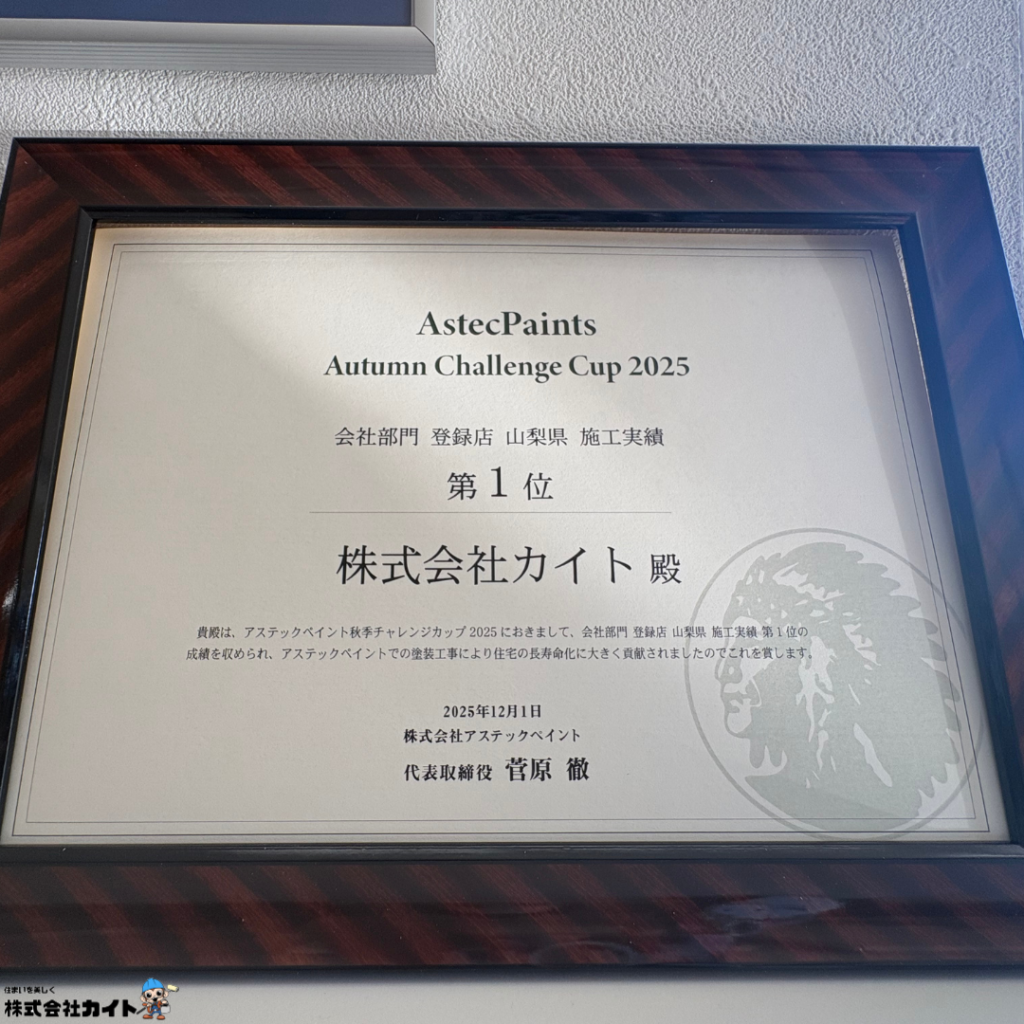 AstecPaints
Autumn Challenge Cup 2025
会社部門 登録店 山梨県 施工実績
第1位
株式会社カイト 殿
貴殿は、アステックペイント秋季チャレンジカップ2025におきまして、会社部門 登録店 山梨県 施工実績 第1位の
成績を収められ、アステックペイントでの塗装工事により住宅の長寿命化に大きく貢献されましたのでこれを賞します。
2025年12月1日
株式会社アステックペイント
代表取締役 菅原 徹
住まいを美しく
株式会社カイト